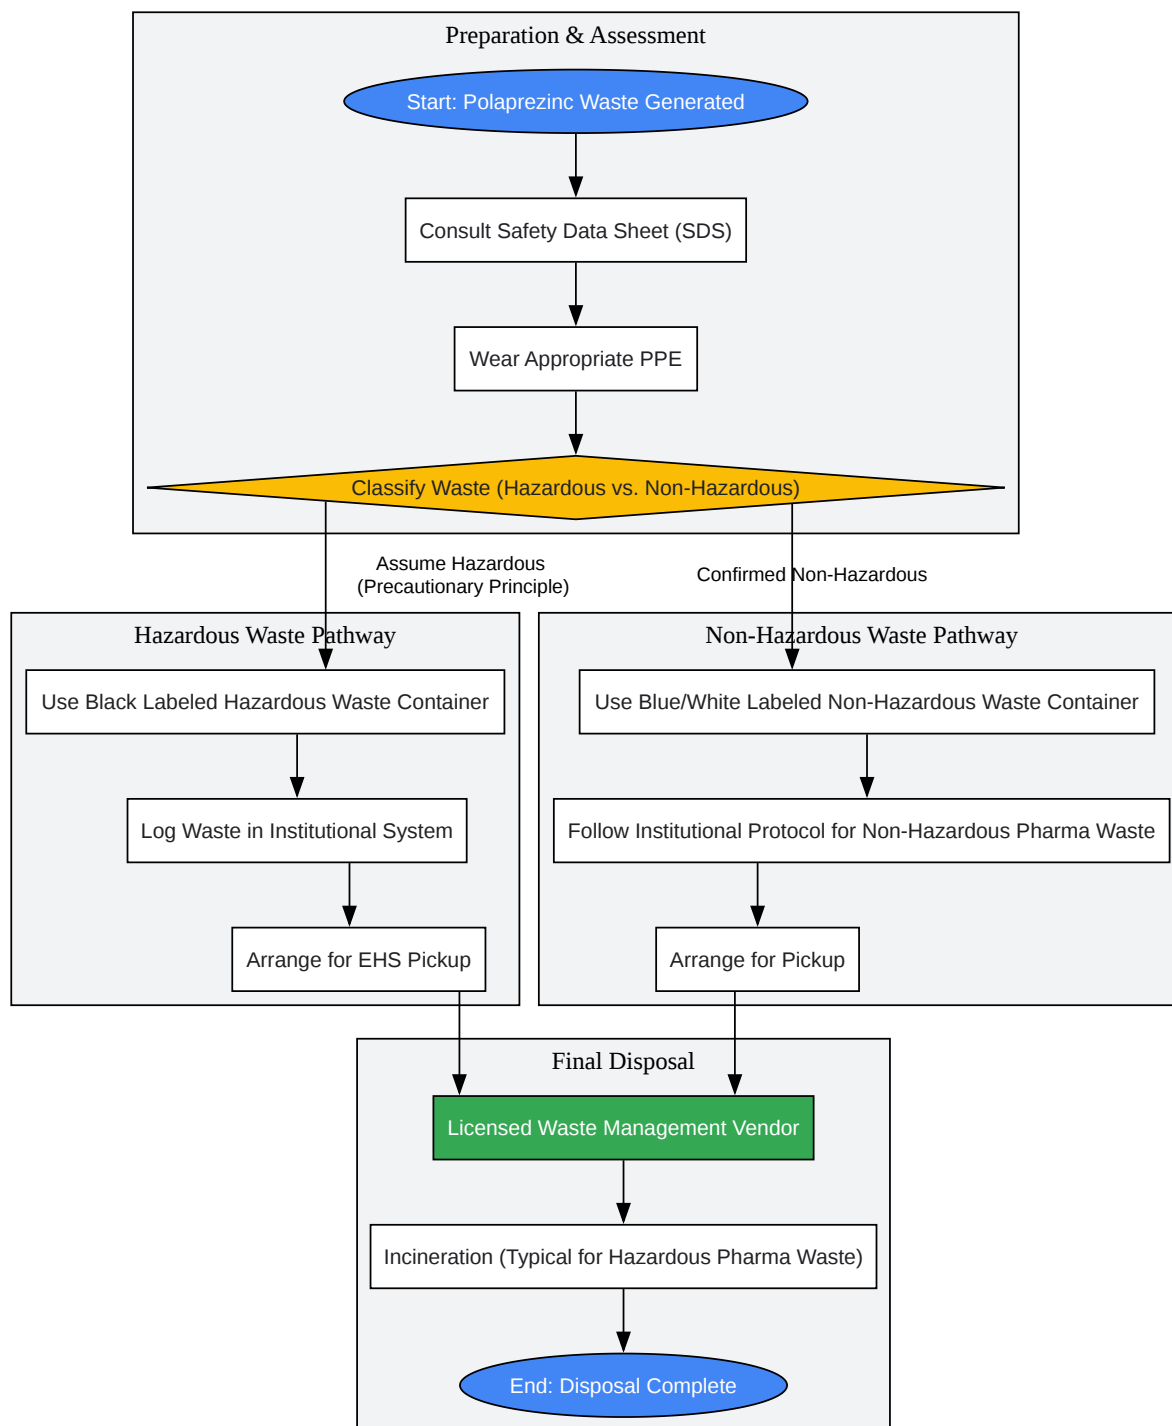 Preparation & Assessment
Start: Polaprezinc Waste Generated
Consult Safety Data Sheet (SDS)
Wear Appropriate PPE
Classify Waste (Hazardous vs. Non-Hazardous)
Assume Hazardous
(Precautionary Principle)
Confirmed Non-Hazardous
Hazardous Waste Pathway
Use Black Labeled Hazardous Waste Container
Log Waste in Institutional System
Arrange for EHS Pickup
Non-Hazardous Waste Pathway
Use Blue/White Labeled Non-Hazardous Waste Container
Follow Institutional Protocol for Non-Hazardous Pharma Waste
Arrange for Pickup
Final Disposal
Licensed Waste Management Vendor
Incineration (Typical for Hazardous Pharma Waste)
End: Disposal Complete